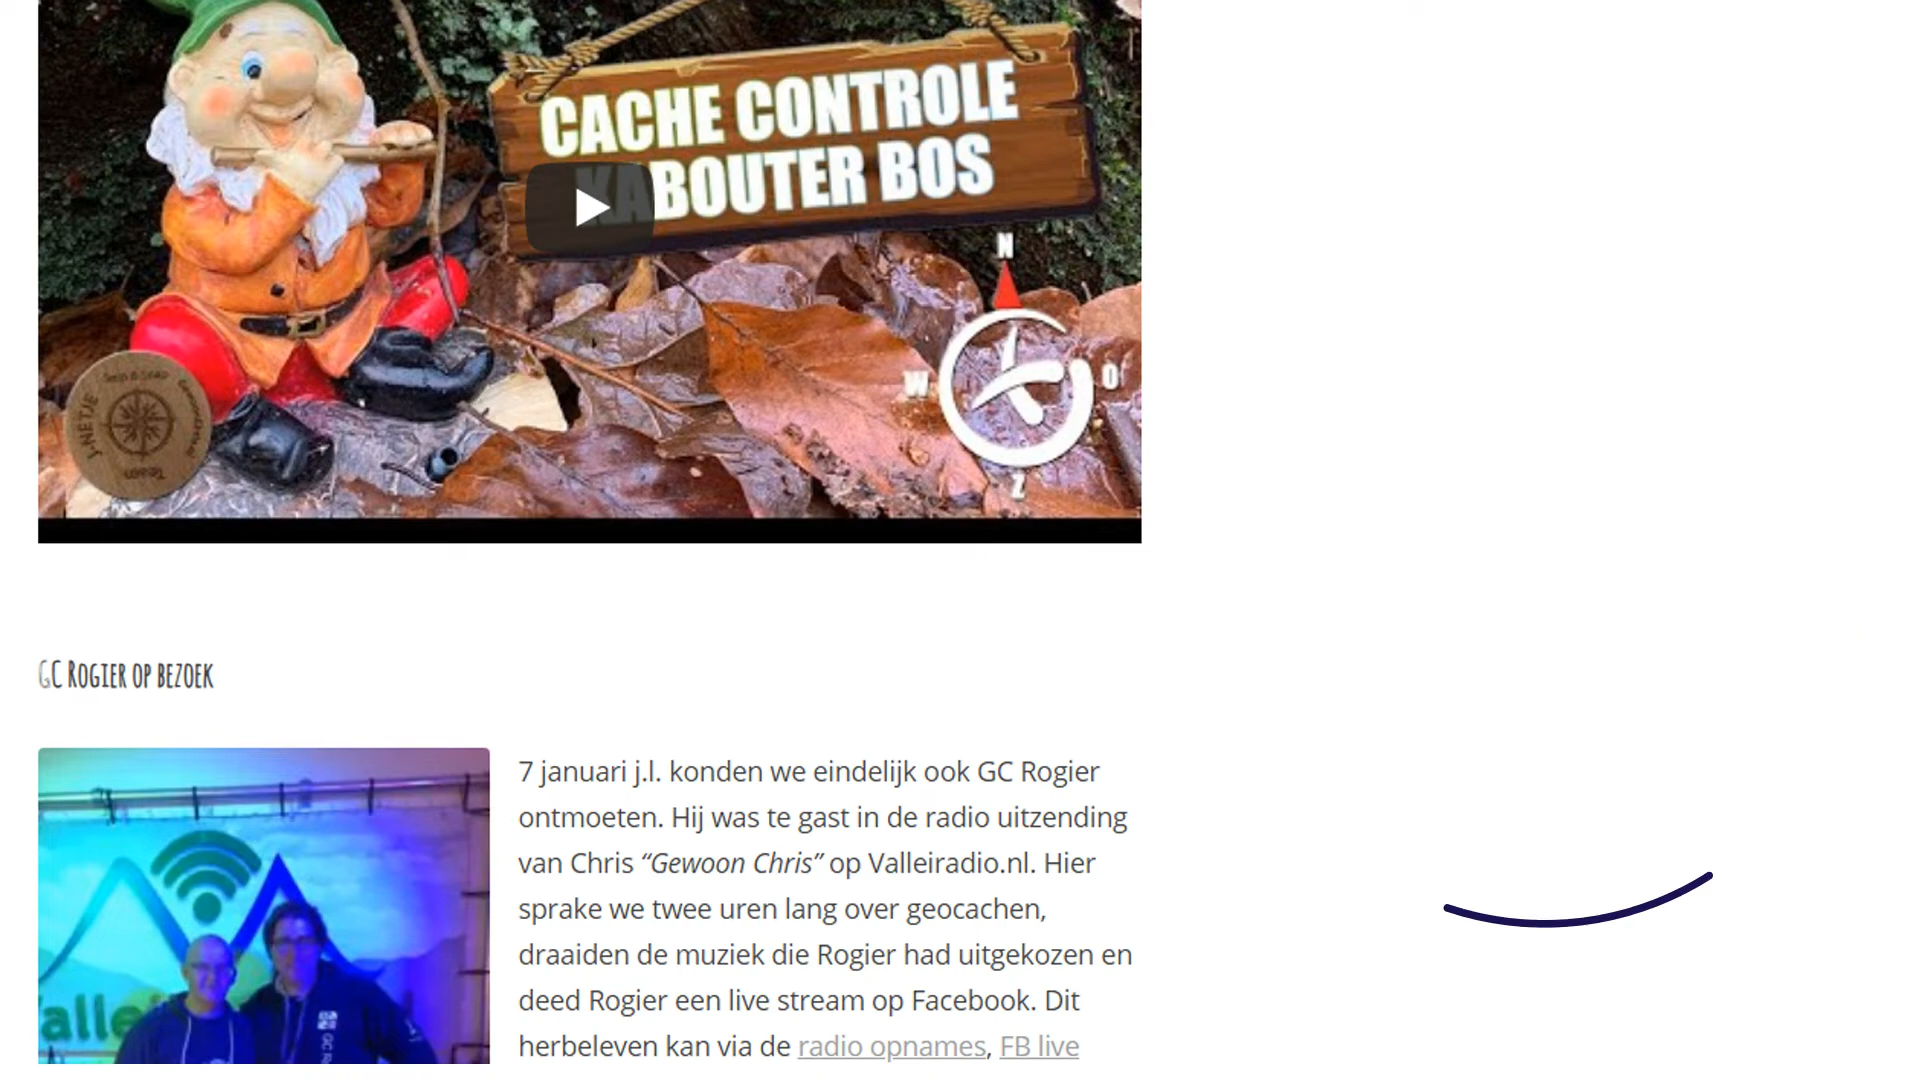 CACHE CONTROLE
KABOUTER BOS
N
W
O
Z
J.NETJE
GC Rogier op bezoek
7 januari j.l. konden we eindelijk ook GC Rogier
ontmoeten. Hij was te gast in de radio uitzending
van Chris “Gewoon Chris” op Valleiradio.nl. Hier
sprake we twee uren lang over geocachen,
draaiden de muziek die Rogier had uitgekozen en
deed Rogier een live stream op Facebook. Dit
herbeleven kan via de radio opnames, FB live
alle